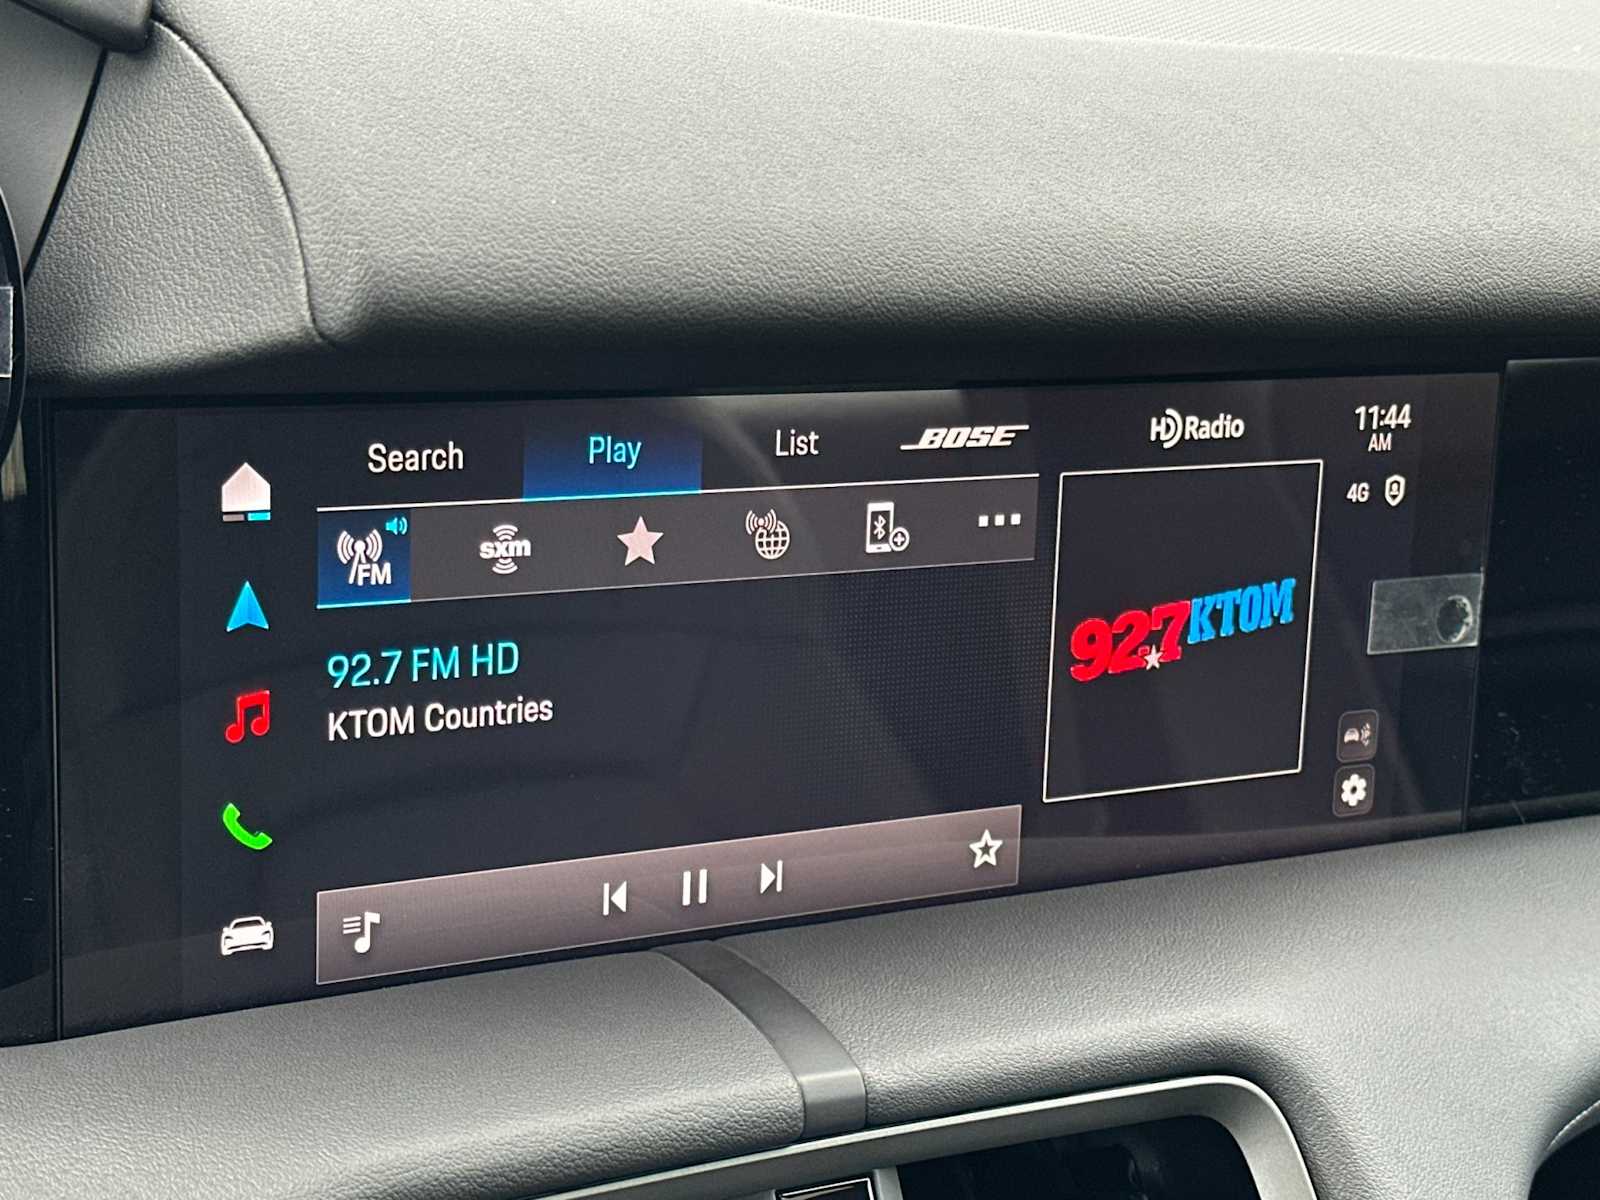 Search
Play
List
BOSE
HD Radio
11:44
AM
FM
sxm
4G
92.7 FM HD
KTOM Countries
92.7 KTOM